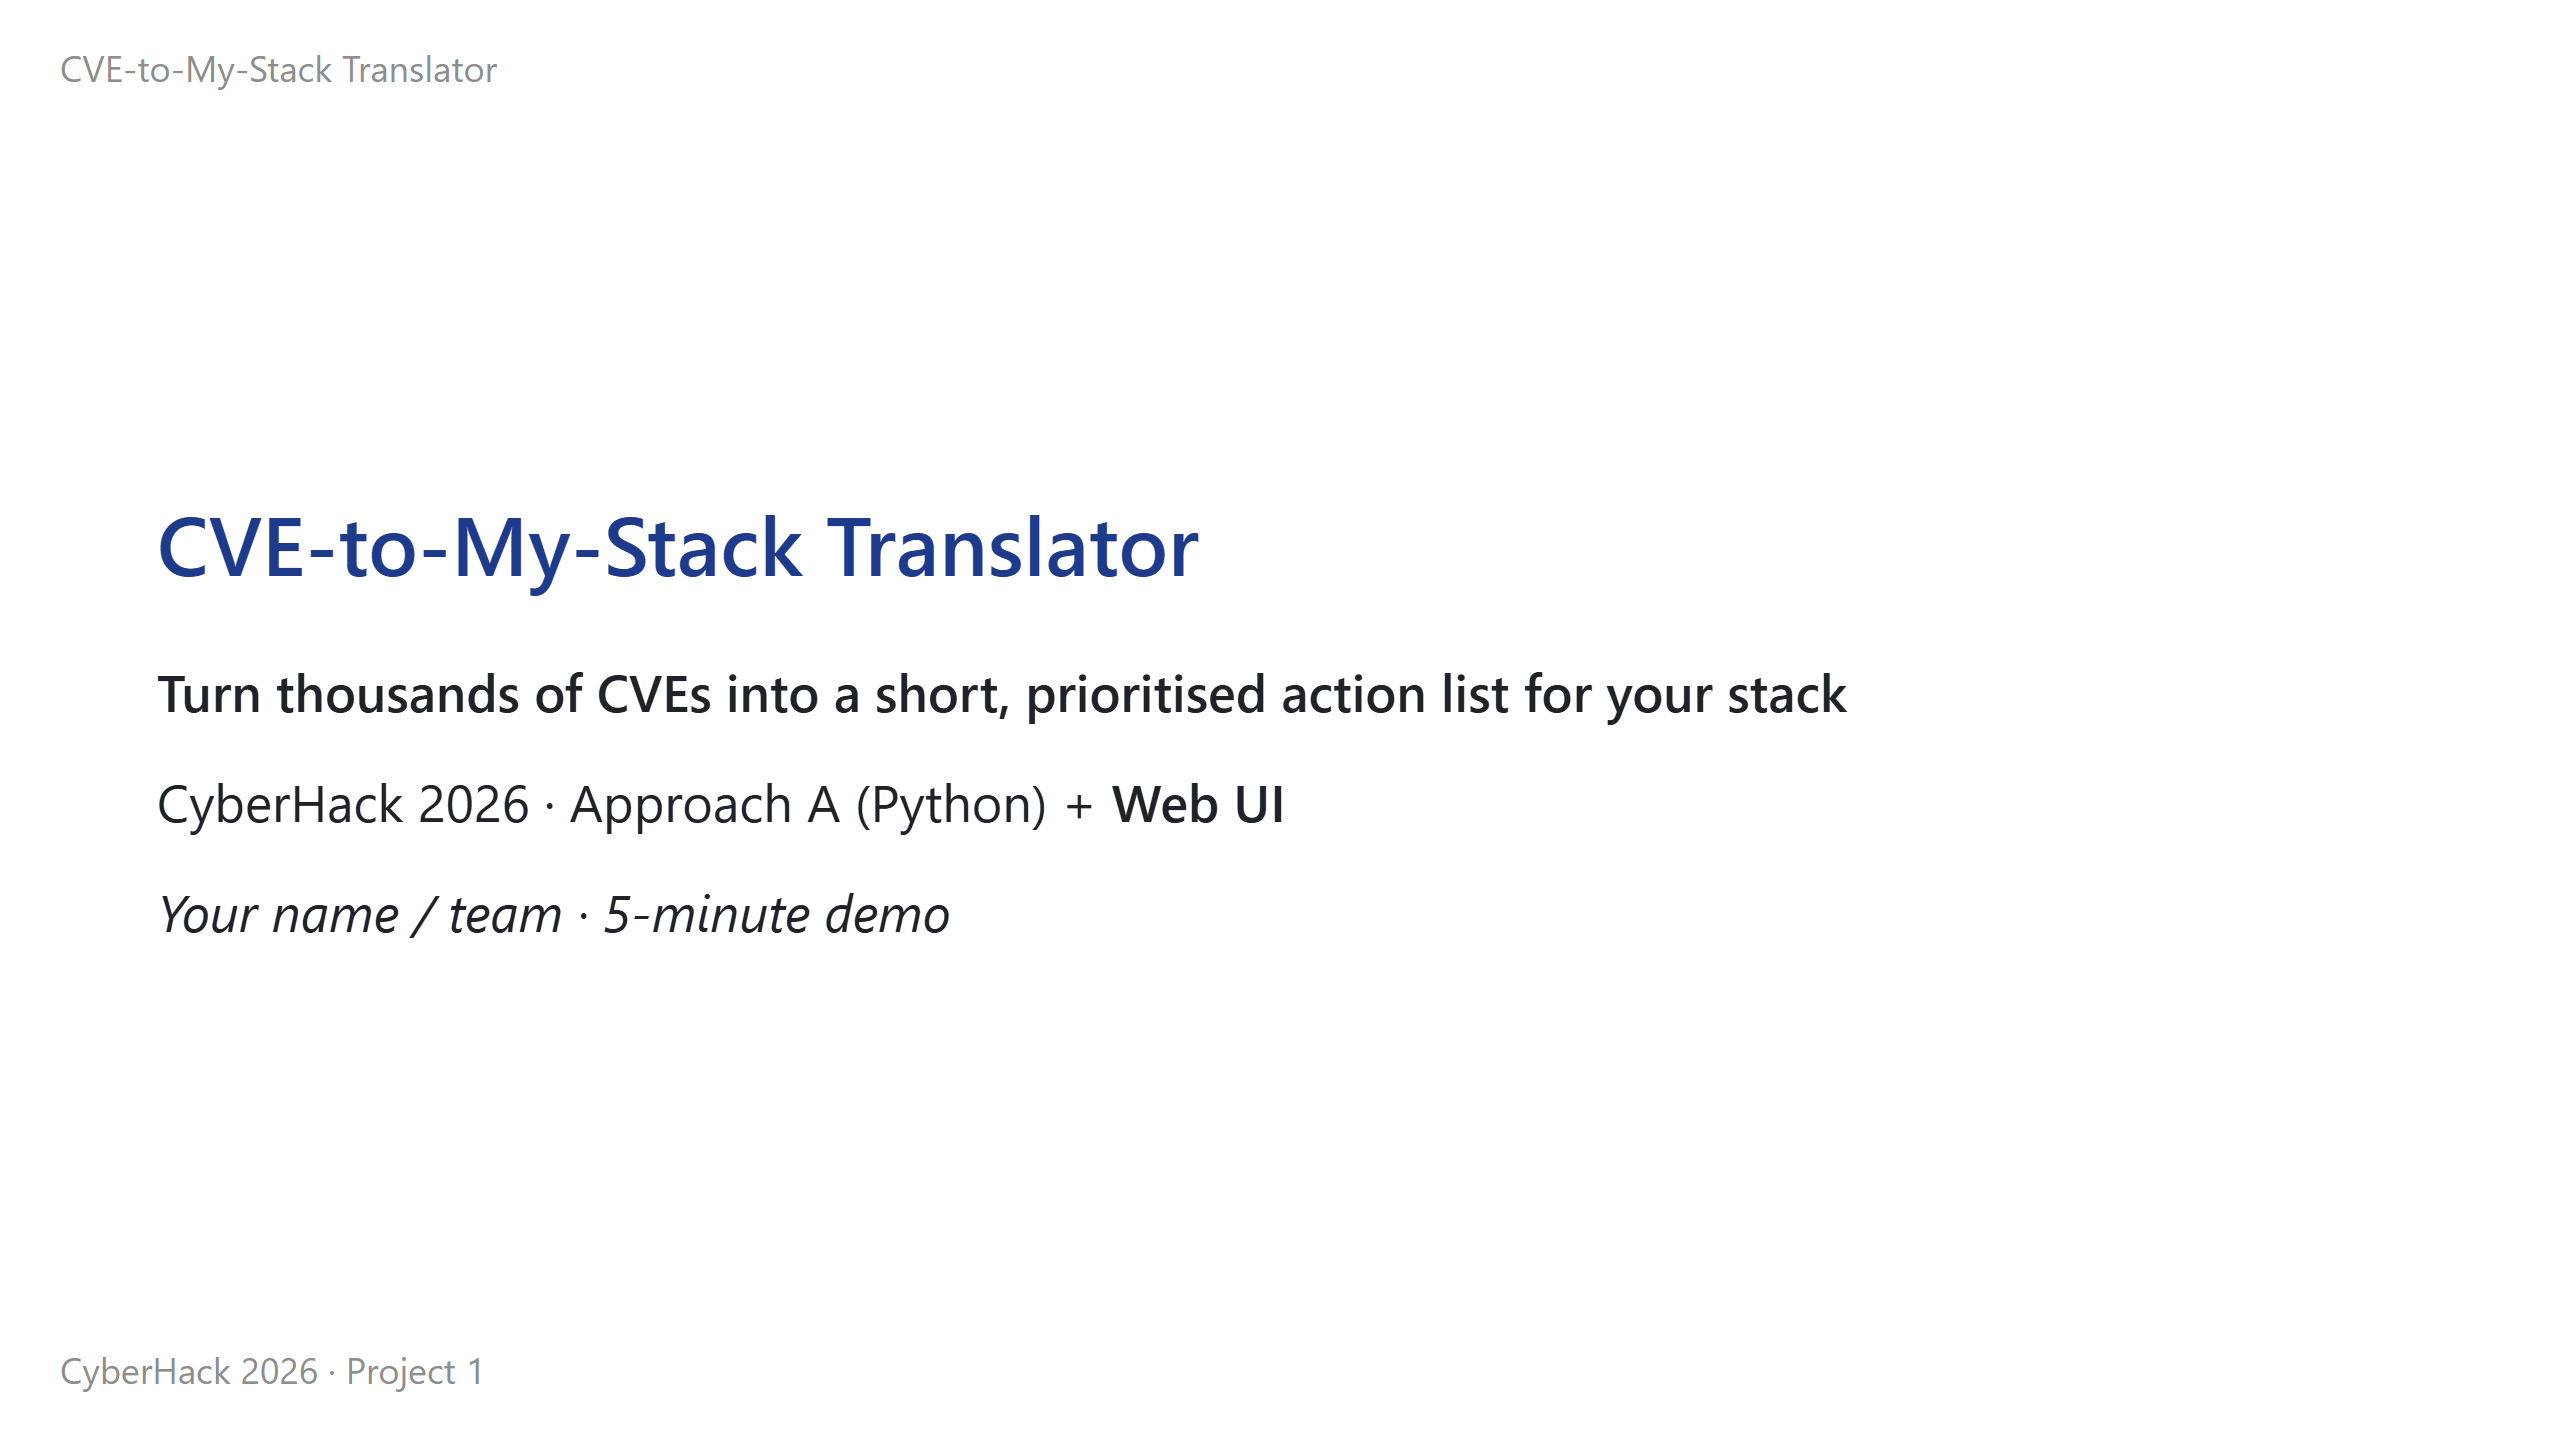 CVE-to-My-Stack Translator
CVE-to-My-Stack Translator
Turn thousands of CVEs into a short, prioritised action list for your stack
CyberHack 2026 · Approach A (Python) + Web UI
Your name / team · 5-minute demo
CyberHack 2026 · Project 1